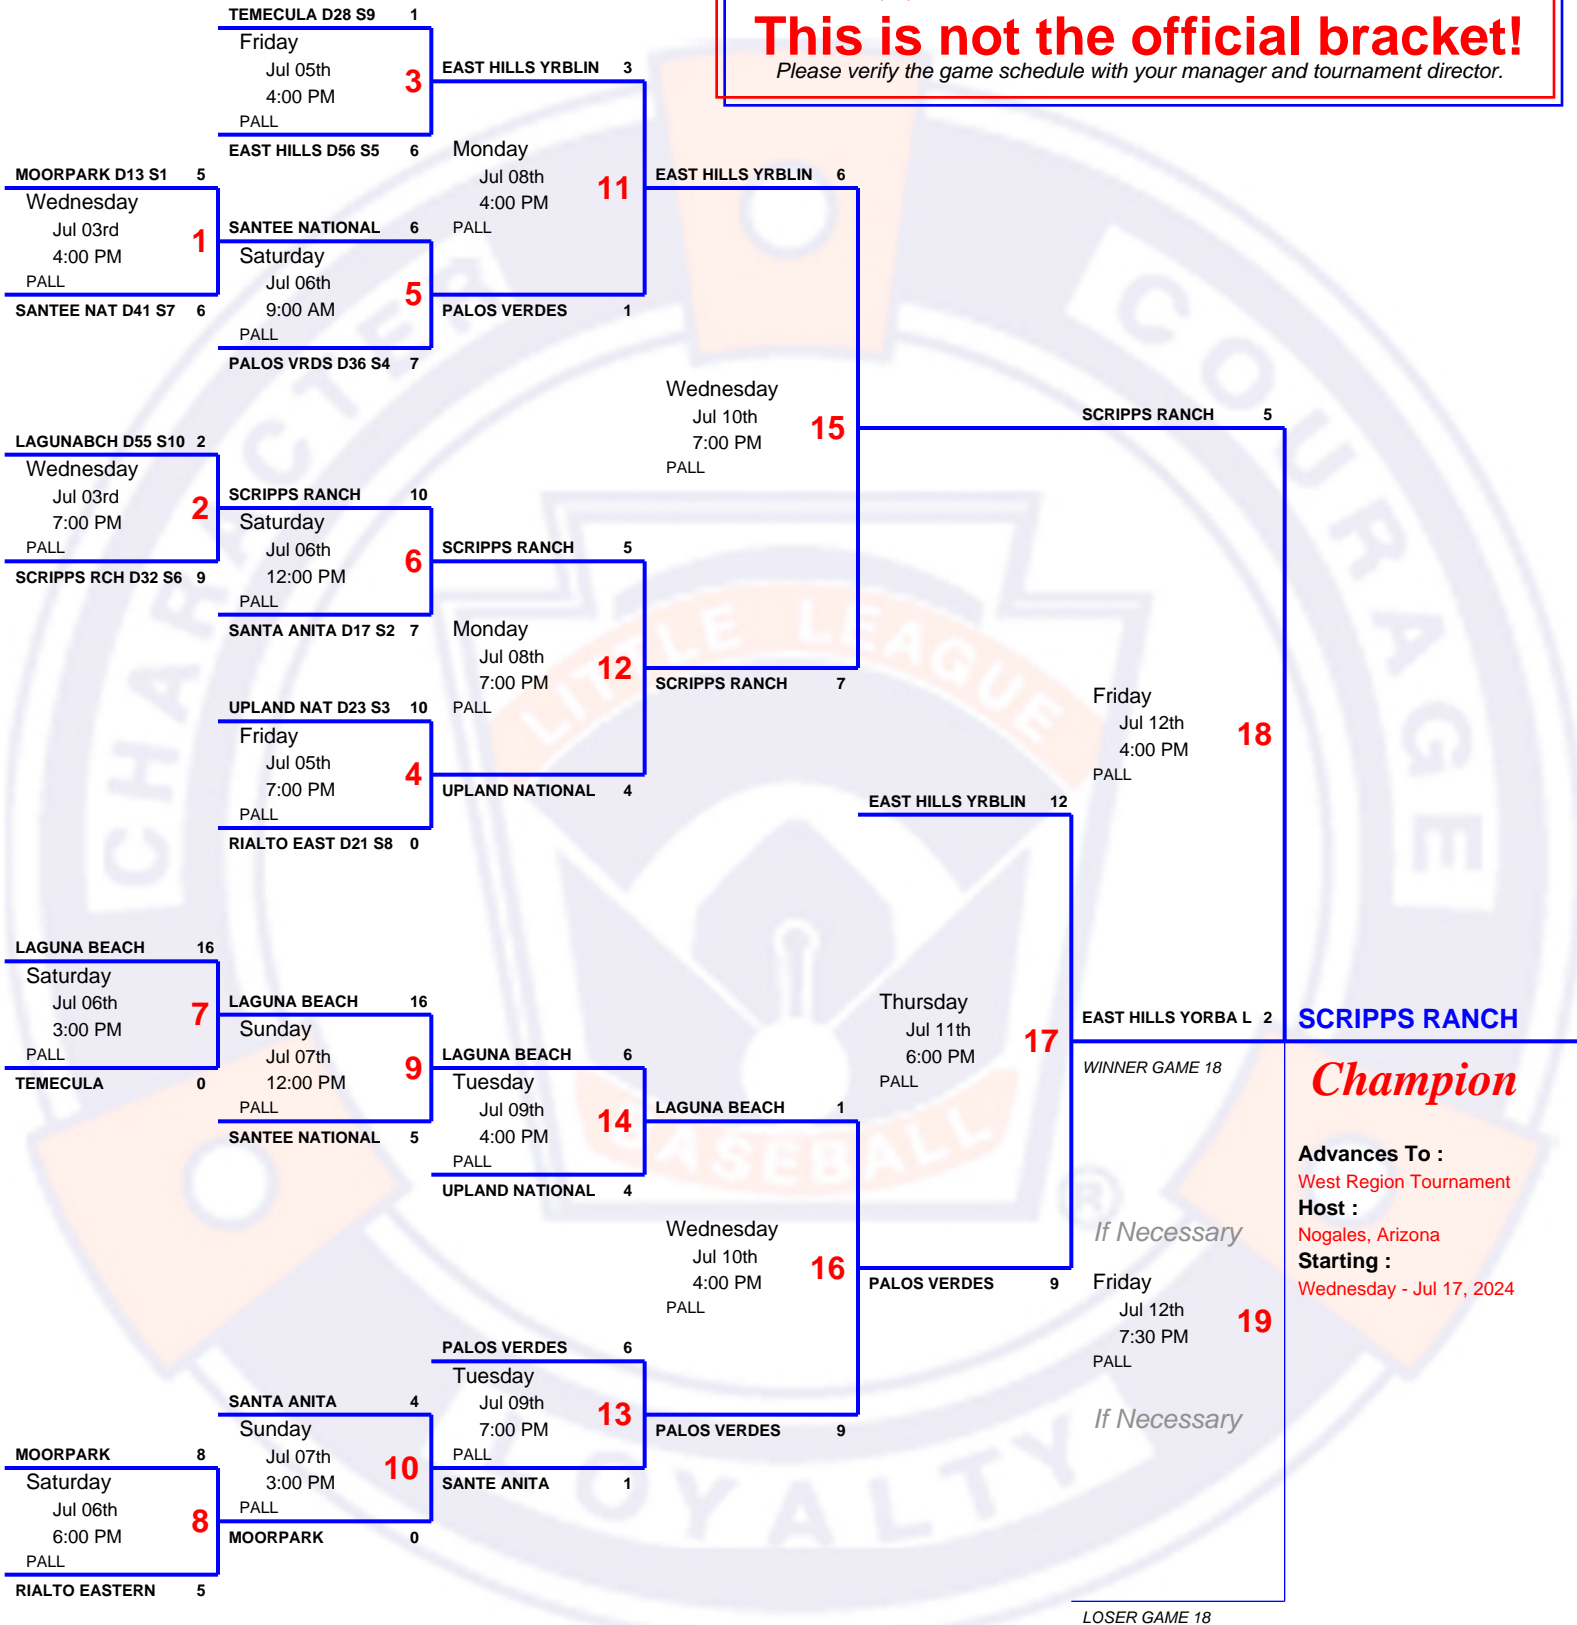 This is not the official bracket!
Please verify the game schedule with your manager and tournament director.
TEMECULA D28 S9 1
Friday
Jul 05th
4:00 PM
PALL
3
EAST HILLS D56 S5 6
EAST HILLS YRBLIN 3
Monday
Jul 08th
4:00 PM
PALL
11
PALOS VERDES 1
MOORPARK D13 S1 5
Wednesday
Jul 03rd
4:00 PM
PALL
1
SANTEE NAT D41 S7 6
SANTEE NATIONAL 6
Saturday
Jul 06th
9:00 AM
PALL
5
PALOS VRDS D36 S4 7
EAST HILLS YRBLIN 6
Wednesday
Jul 10th
7:00 PM
PALL
15
SCRIPPS RANCH 7
LAGUNABCH D55 S10 2
Wednesday
Jul 03rd
7:00 PM
PALL
2
SCRIPPS RCH D32 S6 9
SCRIPPS RANCH 10
Saturday
Jul 06th
12:00 PM
PALL
6
SANTA ANITA D17 S2 7
SCRIPPS RANCH 5
Monday
Jul 08th
7:00 PM
PALL
12
UPLAND NATIONAL 4
UPLAND NAT D23 S3 10
Friday
Jul 05th
7:00 PM
PALL
4
RIALTO EAST D21 S8 0
SCRIPPS RANCH 5
Friday
Jul 12th
4:00 PM
PALL
18
EAST HILLS YORBA L 2
WINNER GAME 18
EAST HILLS YRBLIN 12
Thursday
Jul 11th
6:00 PM
PALL
17
PALOS VERDES 9
LAGUNA BEACH 16
Saturday
Jul 06th
3:00 PM
PALL
7
TEMECULA 0
LAGUNA BEACH 16
Sunday
Jul 07th
12:00 PM
PALL
9
SANTEE NATIONAL 5
LAGUNA BEACH 6
Tuesday
Jul 09th
4:00 PM
PALL
14
UPLAND NATIONAL 4
LAGUNA BEACH 1
Wednesday
Jul 10th
4:00 PM
PALL
16
PALOS VERDES 9
PALOS VERDES 6
Tuesday
Jul 09th
7:00 PM
PALL
13
SANTE ANITA 1
SANTA ANITA 4
Sunday
Jul 07th
3:00 PM
PALL
10
MOORPARK 0
MOORPARK 8
Saturday
Jul 06th
6:00 PM
PALL
8
RIALTO EASTERN 5
If Necessary
Friday
Jul 12th
7:30 PM
PALL
19
If Necessary
LOSER GAME 18
SCRIPPS RANCH
Champion
Advances To :
West Region Tournament
Host :
Nogales, Arizona
Starting :
Wednesday - Jul 17, 2024
CHARACTER
COURAGE
LOYALTY
LITTLE LEAGUE
BASEBALL
®